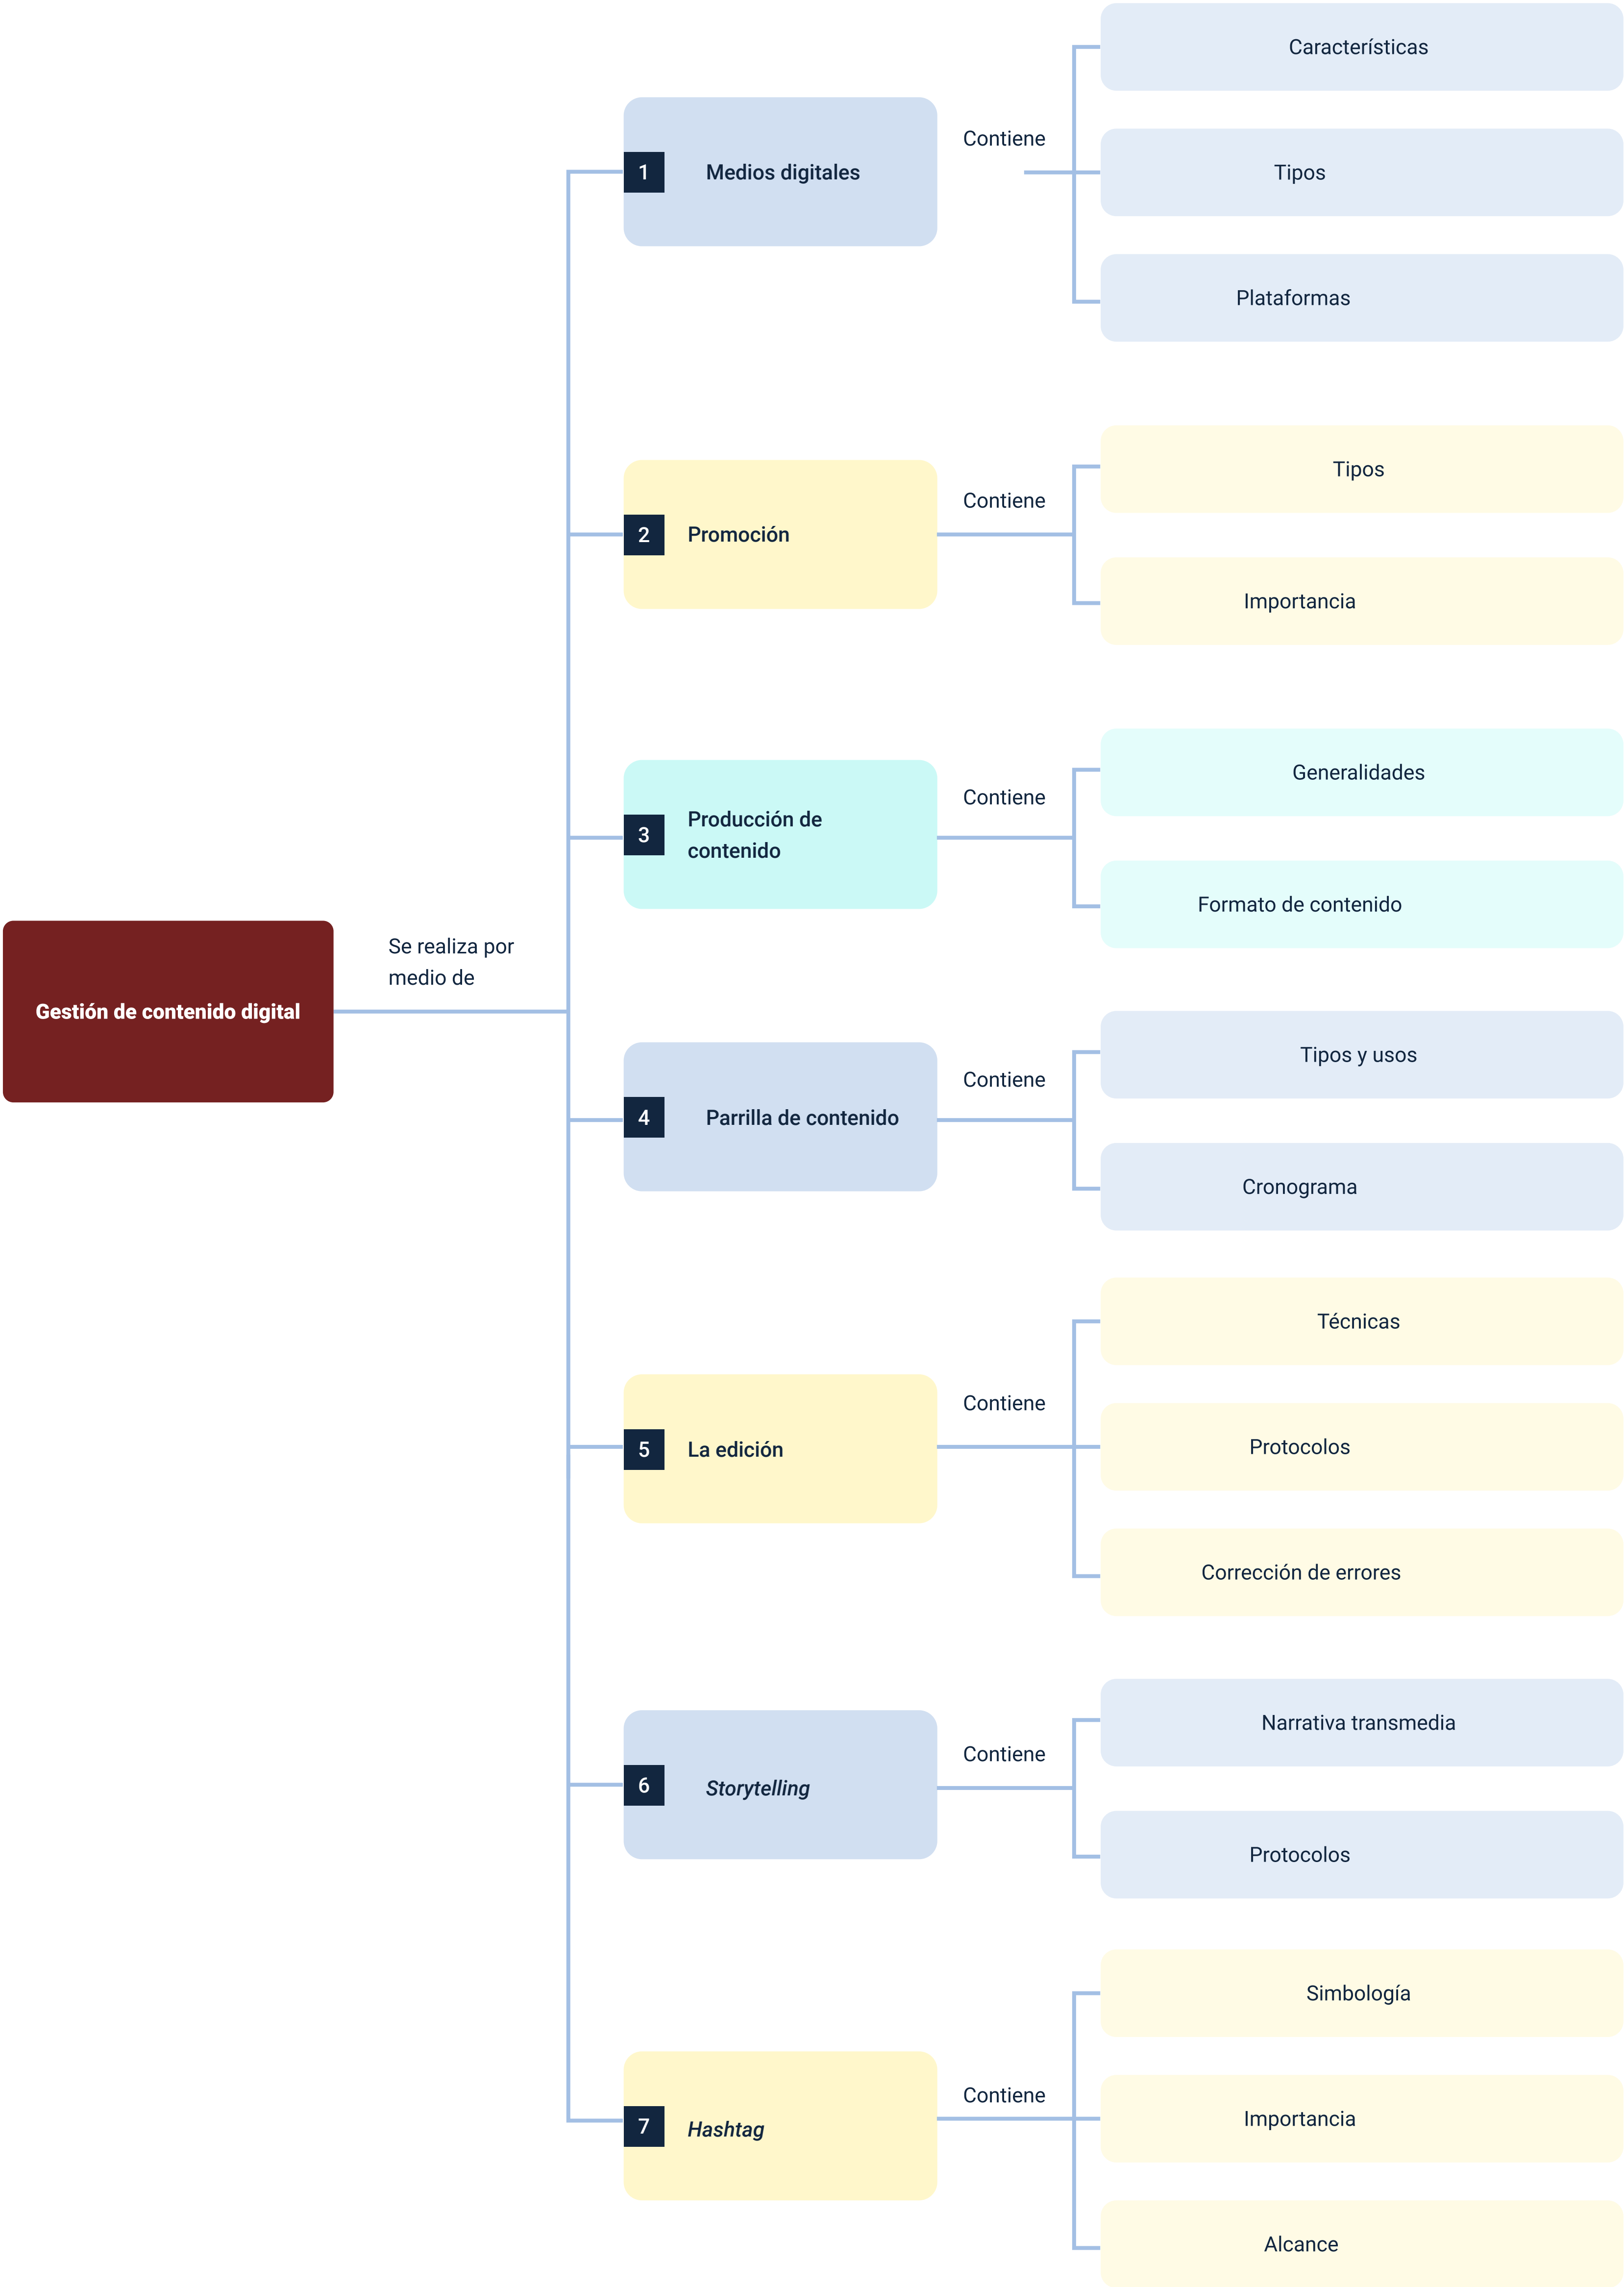 Gestión de contenido digital
Se realiza por
medio de
1
Medios digitales
Contiene
Características
Tipos
Plataformas
2
Promoción
Contiene
Tipos
Importancia
3
Producción de
contenido
Contiene
Generalidades
Formato de contenido
4
Parrilla de contenido
Contiene
Tipos y usos
Cronograma
5
La edición
Contiene
Técnicas
Protocolos
Corrección de errores
6
Storytelling
Contiene
Narrativa transmedia
Protocolos
7
Hashtag
Contiene
Simbología
Importancia
Alcance